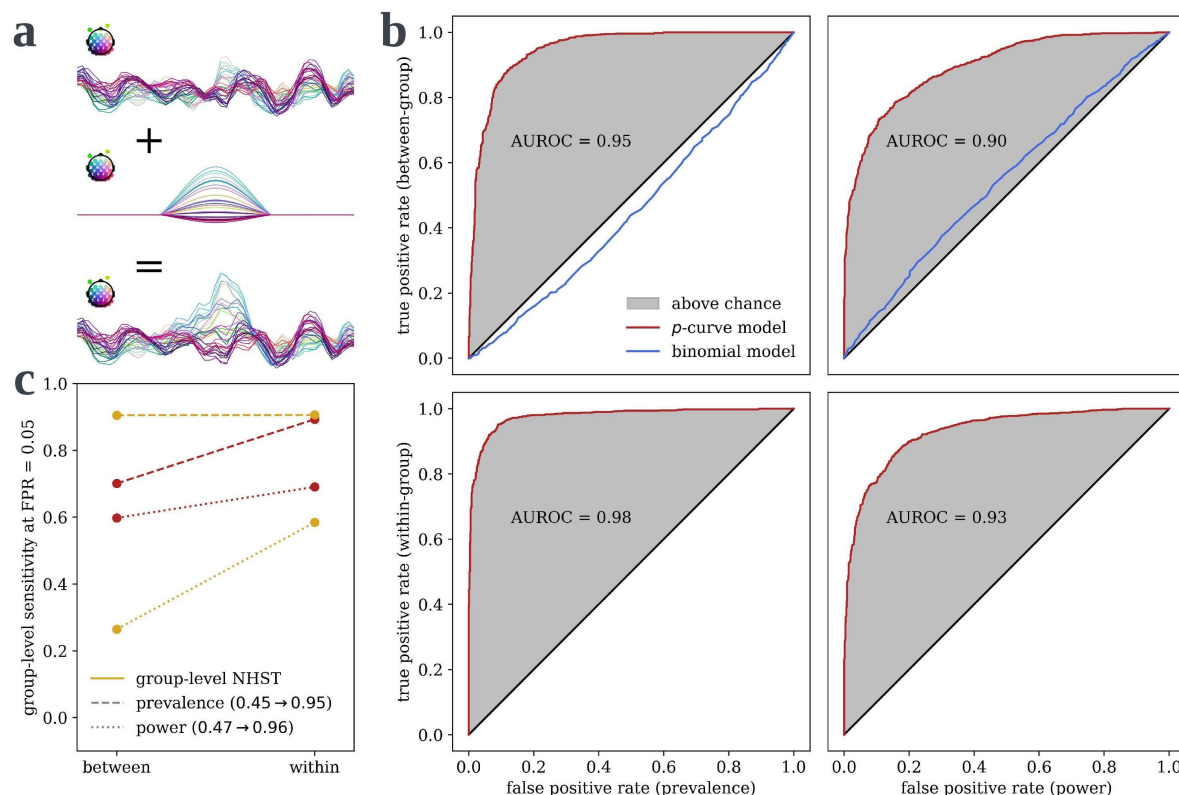 a
+
=
b
1.0
0.8
0.6
0.4
0.2
0.0
true positive rate (between-group)
AUROC = 0.95
above chance
p-curve model
binomial model
AUROC = 0.90
c
1.0
0.8
0.6
0.4
0.2
0.0
group-level sensitivity at FPR = 0.05
group-level NHST
prevalence (0.45 → 0.95)
power (0.47 → 0.96)
between
within
1.0
0.8
0.6
0.4
0.2
0.0
true positive rate (within-group)
AUROC = 0.98
0.0 0.2 0.4 0.6 0.8 1.0
false positive rate (prevalence)
AUROC = 0.93
0.0 0.2 0.4 0.6 0.8 1.0
false positive rate (power)